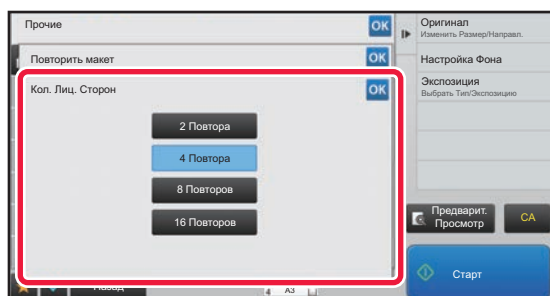 Прочие
OK
Повторить макет
OK
Кол. Лиц. Сторон
OK
2 Повтора
4 Повтора
8 Повторов
16 Повторов
Оригинал
Изменить Размер/Направл.
Настройка Фона
Экспозиция
Выбрать Тип/Экспозицию
Предварит.
Просмотр
CA
Старт
Назад
4 A3